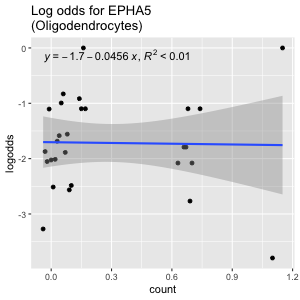 Log odds for EPHA5
(Oligodendrocytes)
y = −1.7 − 0.0456 x, R² < 0.01
0
-1
-2
-3
logodds
0.0 0.3 0.6 0.9 1.2
count